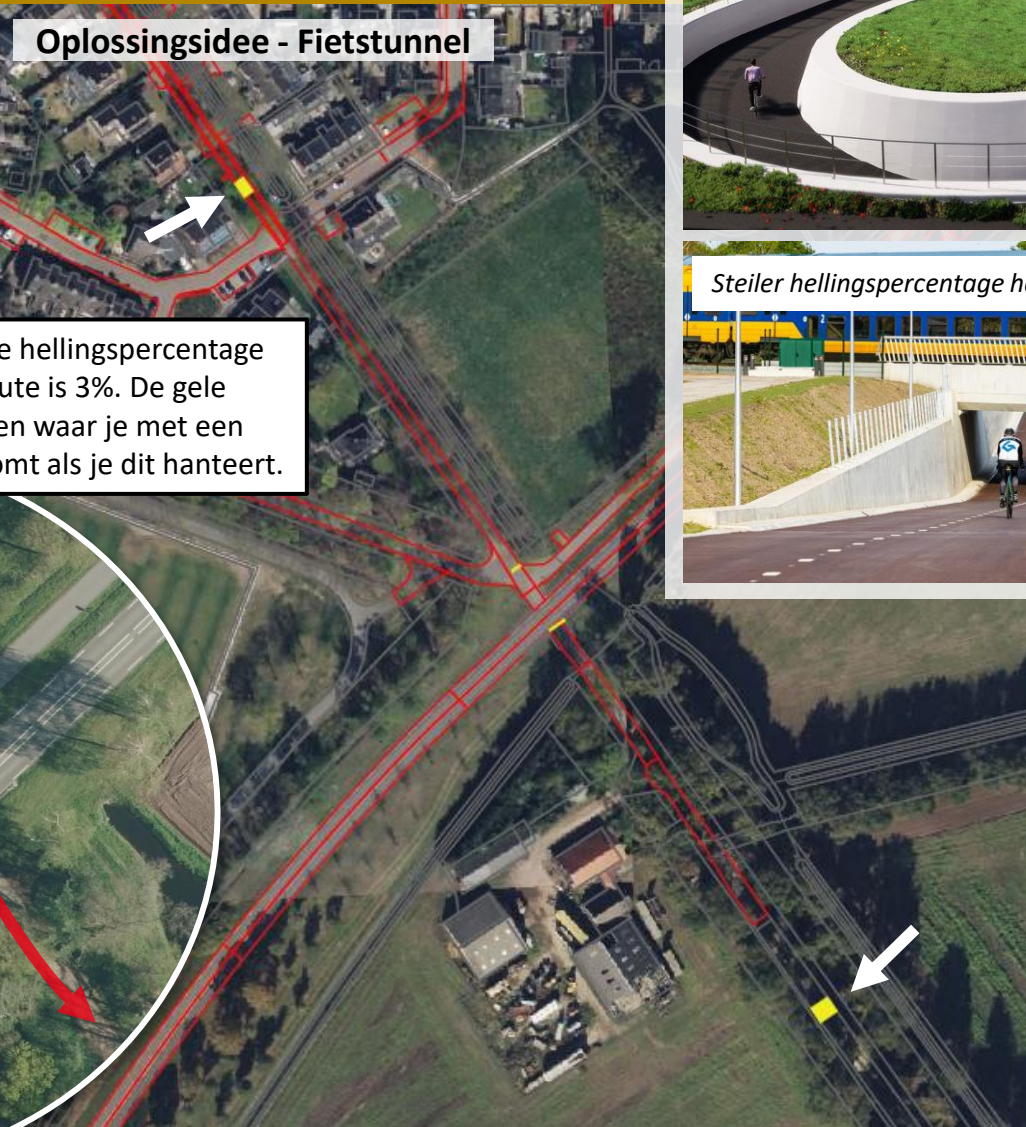 Oplossingsidee - Fietstunnel
Steiler hellingspercentage
e hellingspercentage
ute is 3%. De gele
en waar je met een
omt als je dit hanteert.